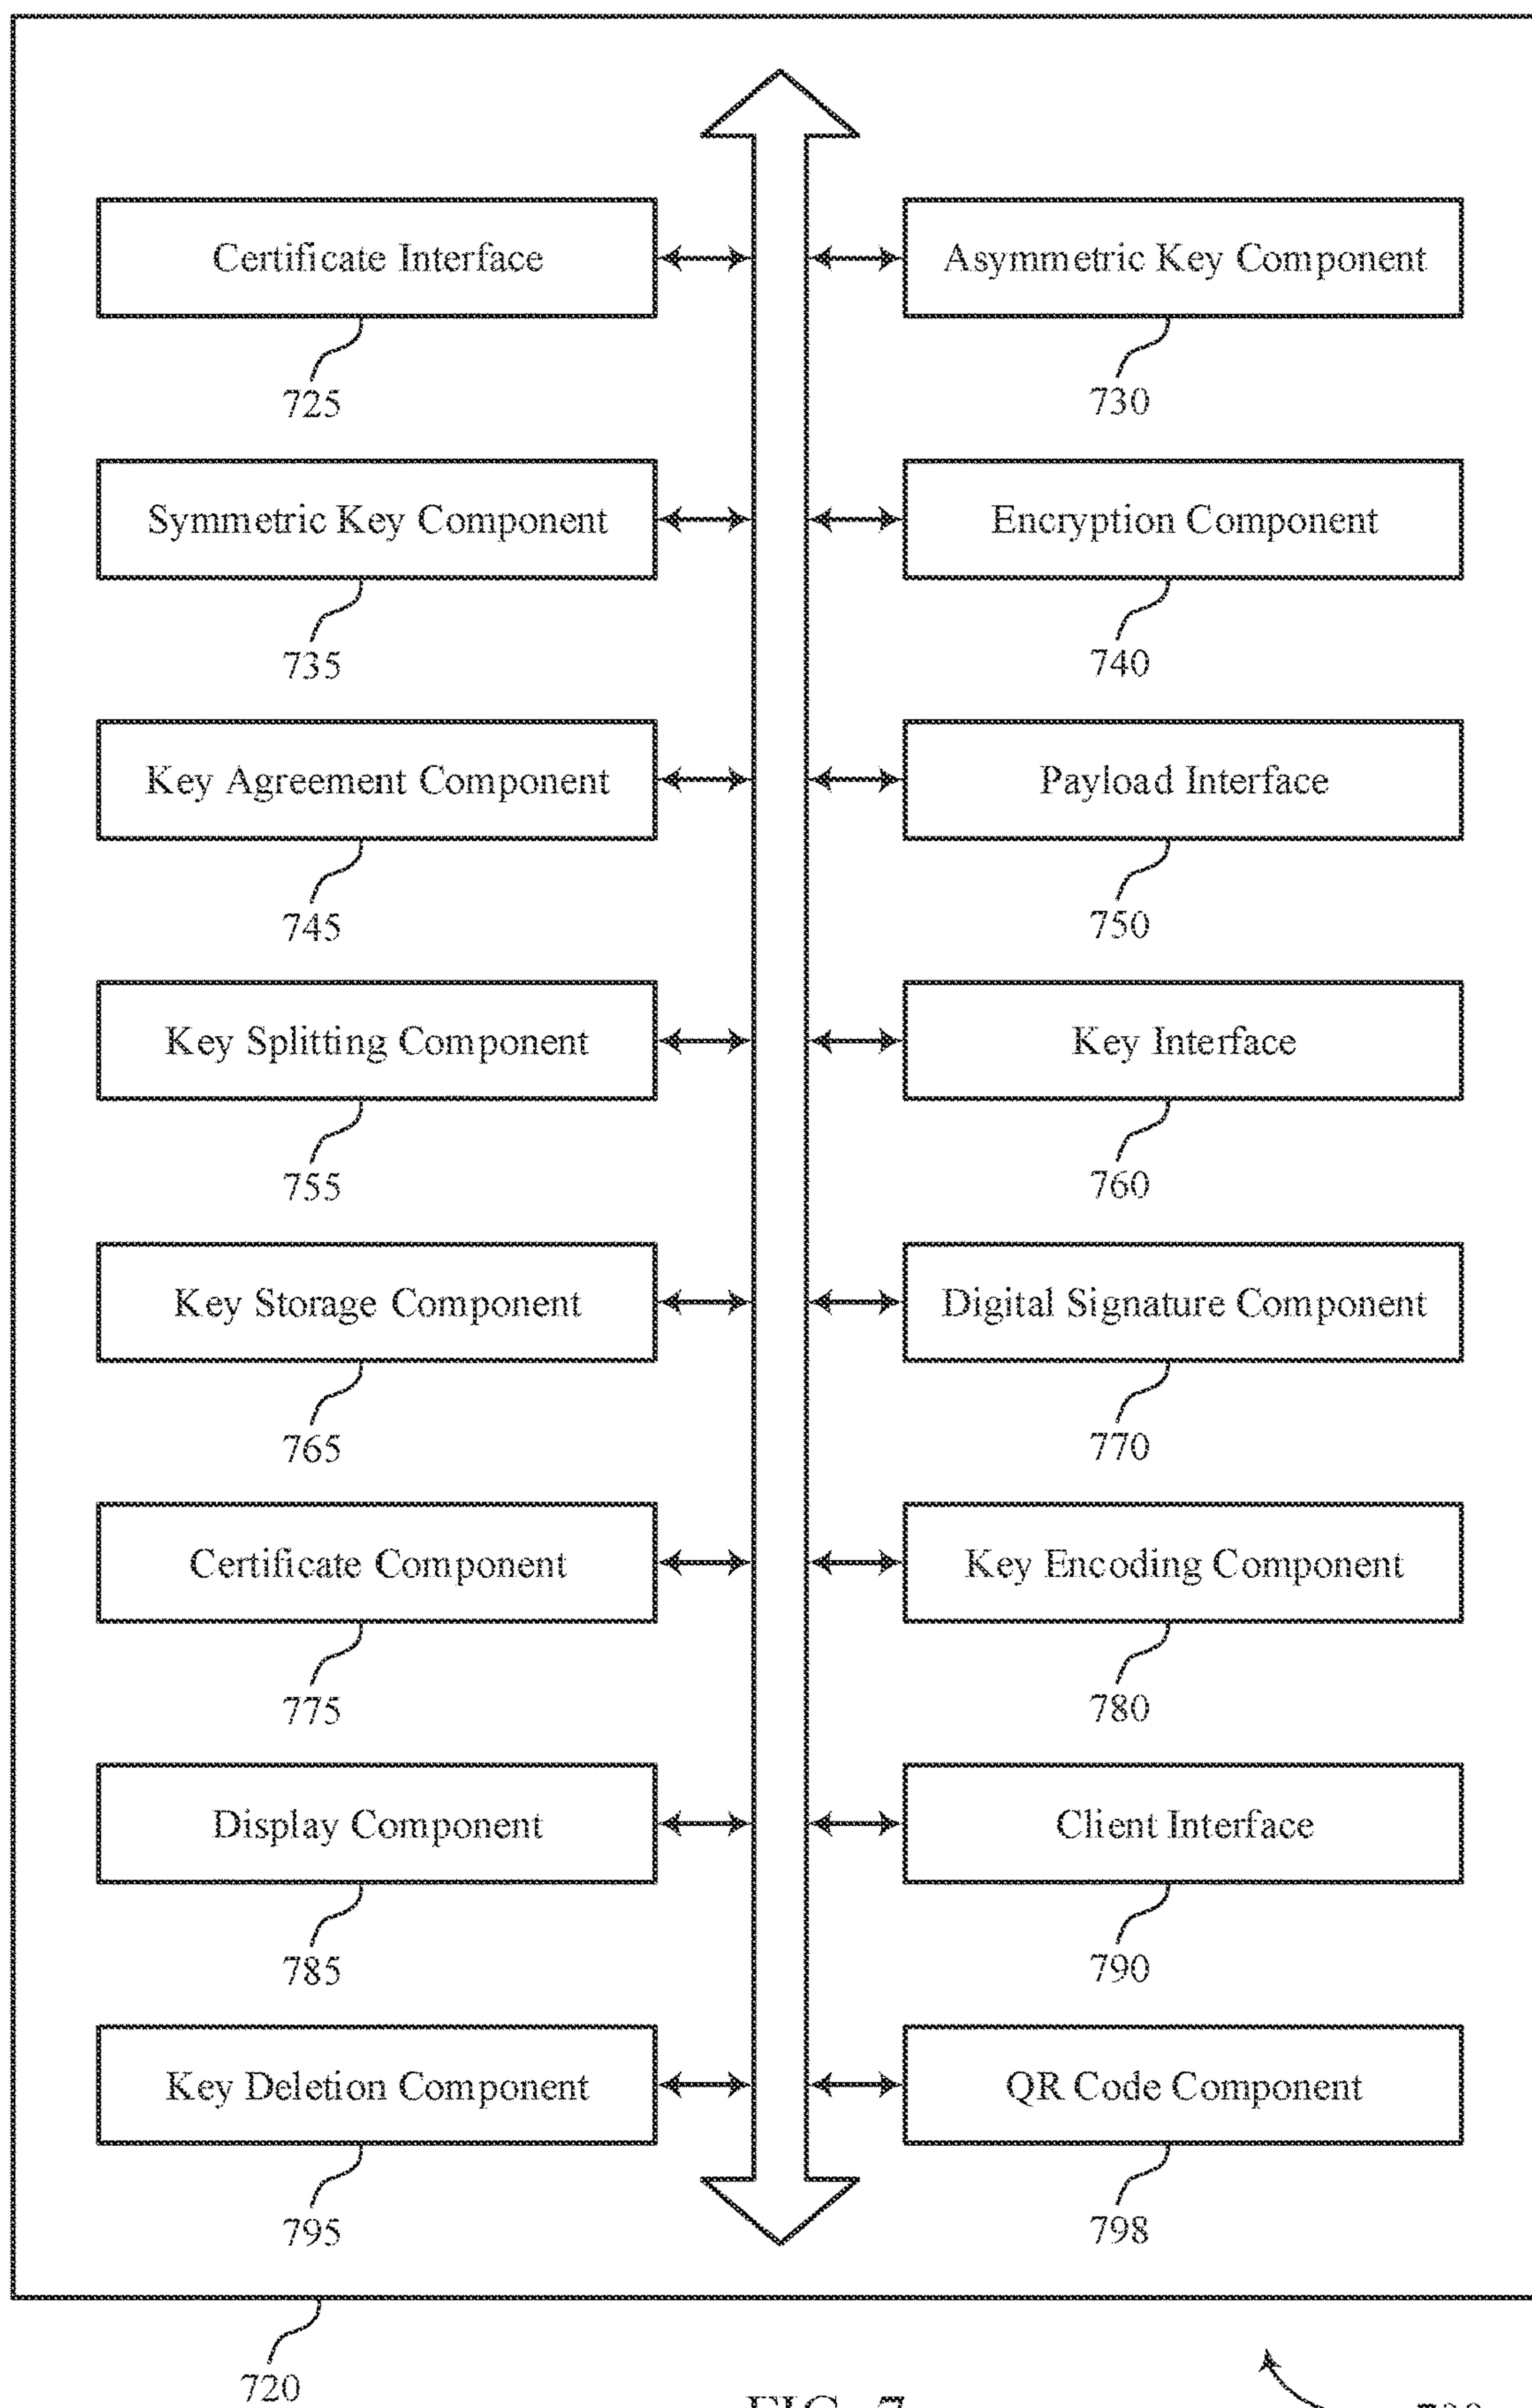 Certificate Interface
Asymmetric Key Component
725
730
Symmetric Key Component
Encryption Component
735
740
Key Agreement Component
Payload Interface
745
750
Key Splitting Component
Key Interface
755
760
Key Storage Component
Digital Signature Component
765
770
Certificate Component
Key Encoding Component
775
780
Display Component
Client Interface
785
790
Key Deletion Component
QR Code Component
795
798
720
FIG. 7